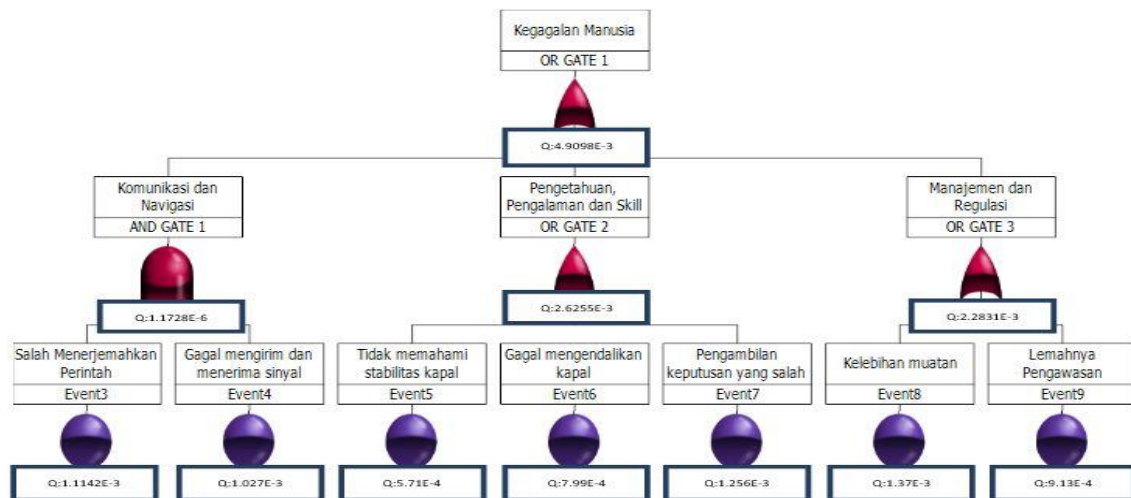 Kegagalan Manusia
OR GATE 1
Q:4.9098E-3
Komunikasi dan
Navigasi
AND GATE 1
Q:1.1728E-6
Pengetahuan,
Pengalaman dan Skill
OR GATE 2
Q:2.6255E-3
Manajemen dan
Regulasi
OR GATE 3
Q:2.2831E-3
Salah Menerjemahkan
Perintah
Event3
Q:1.1142E-3
Gagal mengirim dan
menerima sinyal
Event4
Q:1.027E-3
Tidak memahami
stabilitas kapal
Event5
Q:5.71E-4
Gagal mengendalikan
kapal
Event6
Q:7.99E-4
Pengambilan
keputusan yang salah
Event7
Q:1.256E-3
Kelebihan muatan
Event8
Q:1.37E-3
Lemahnya
Pengawasan
Event9
Q:9.13E-4